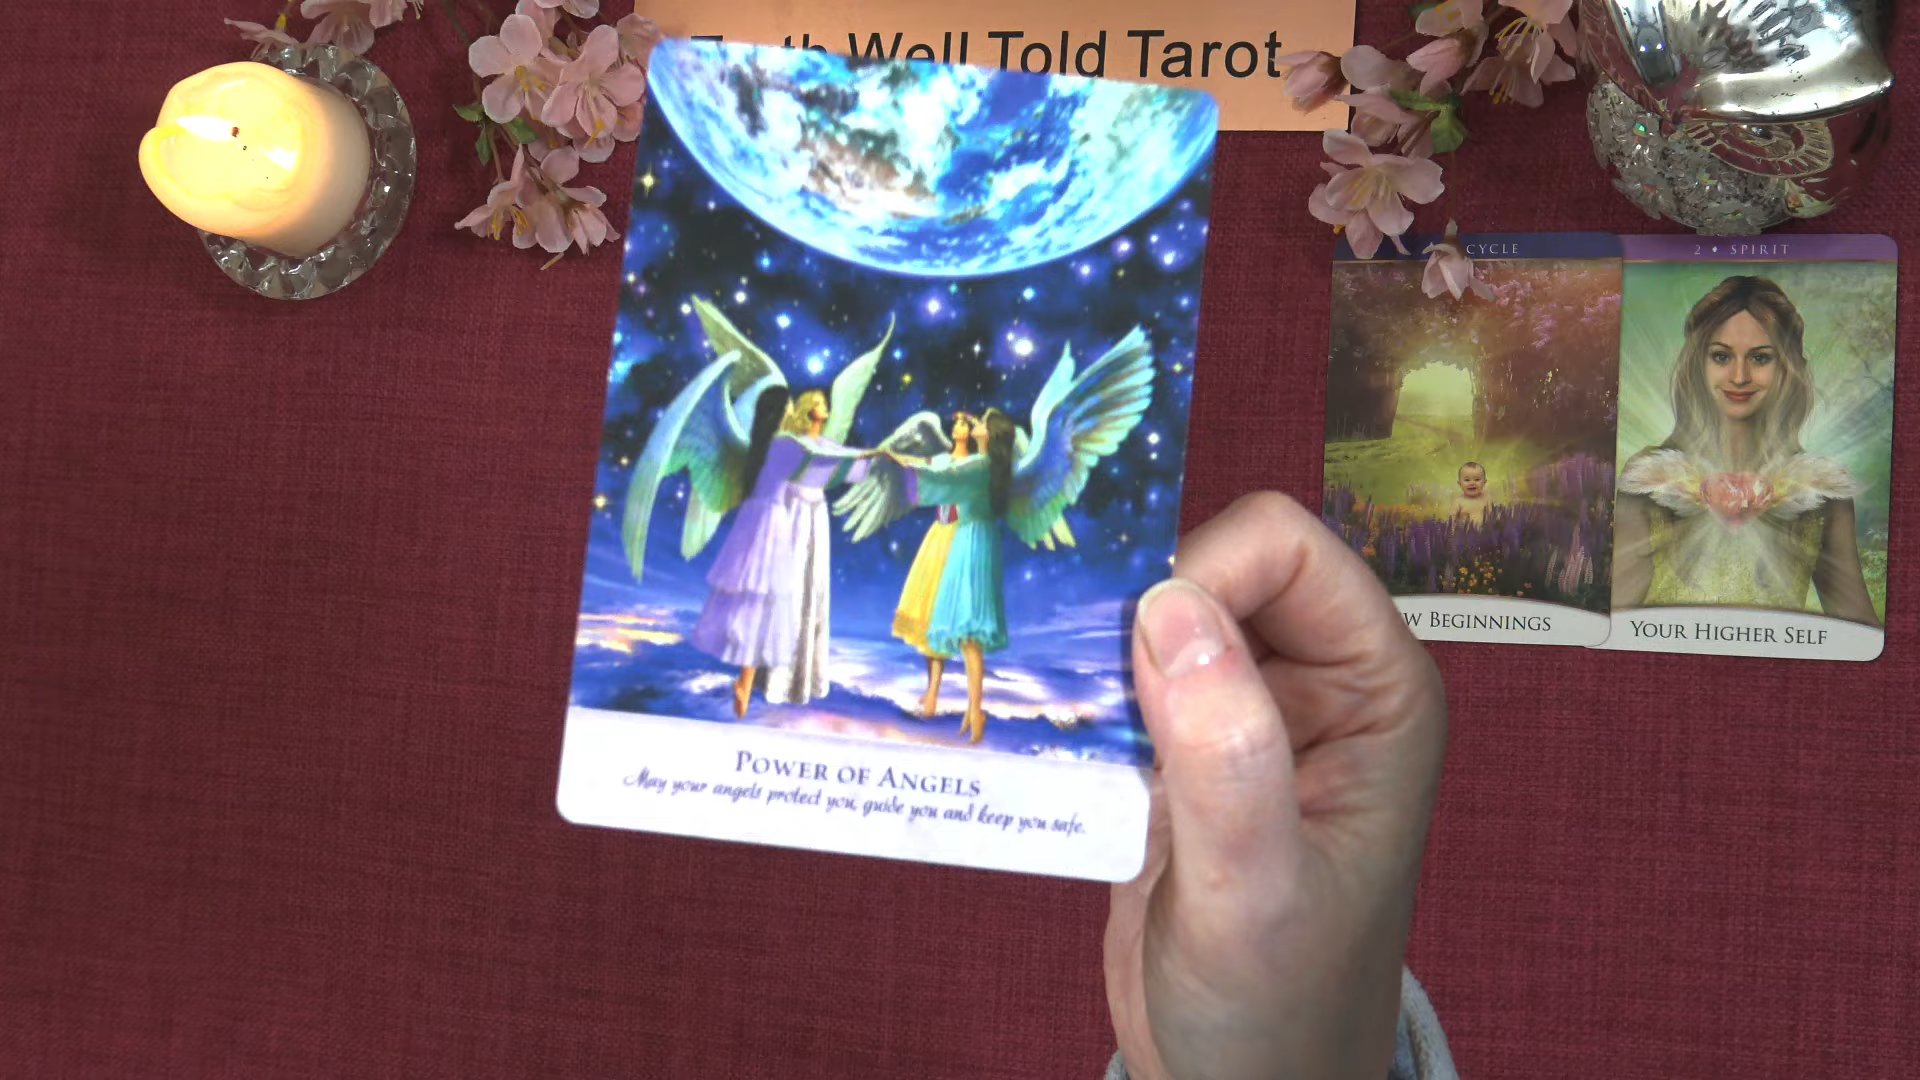 Well Told Tarot
CYCLE
2 ♦ SPIRIT
BEGINNINGS
YOUR HIGHER SELF
POWER OF ANGELS
May your angels protect you, guide you and keep you safe.